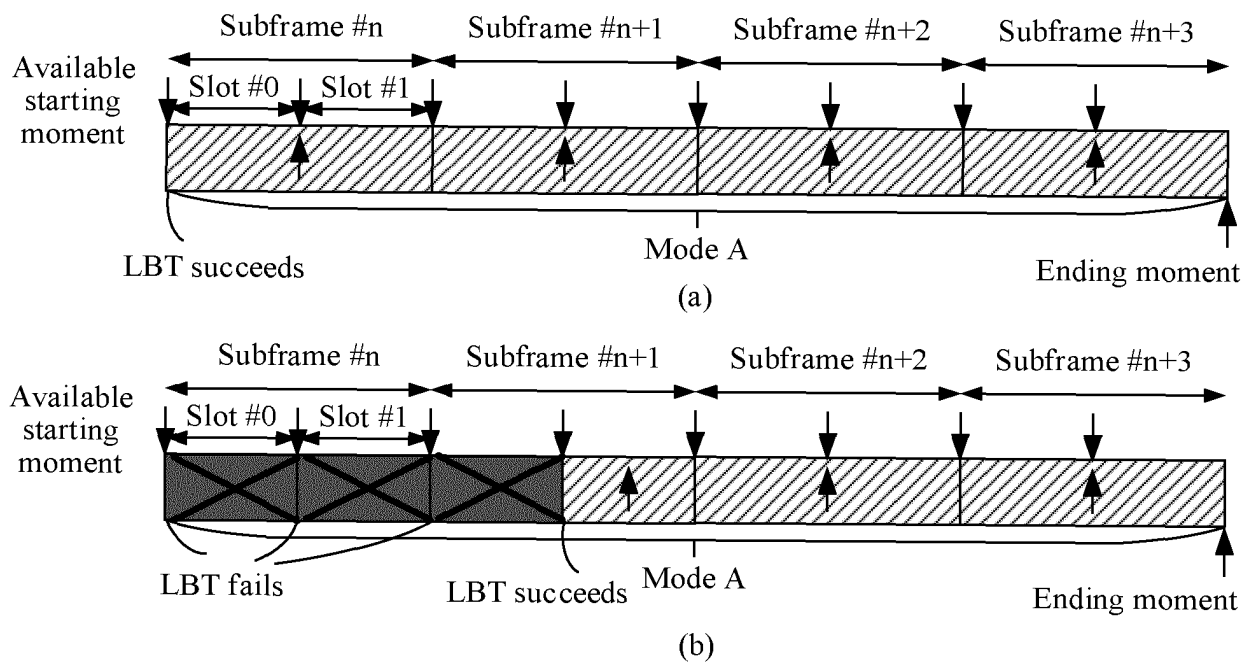 Subframe #n
Subframe #n+1
Subframe #n+2
Subframe #n+3
Available
starting
moment
Slot #0
Slot #1
LBT succeeds
Mode A
Ending moment
(a)
Subframe #n
Subframe #n+1
Subframe #n+2
Subframe #n+3
Available
starting
moment
Slot #0
Slot #1
LBT fails
LBT succeeds
Mode A
Ending moment
(b)